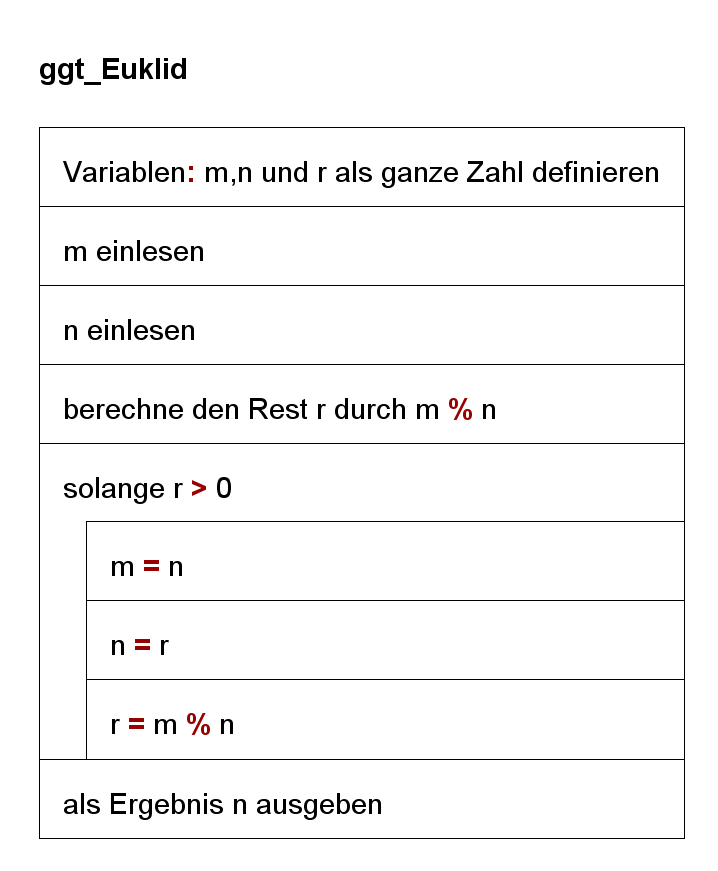 ggt_Euklid
Variablen: m,n und r als ganze Zahl definieren
m einlesen
n einlesen
berechne den Rest r durch m % n
solange r > 0
m = n
n = r
r = m % n
als Ergebnis n ausgeben